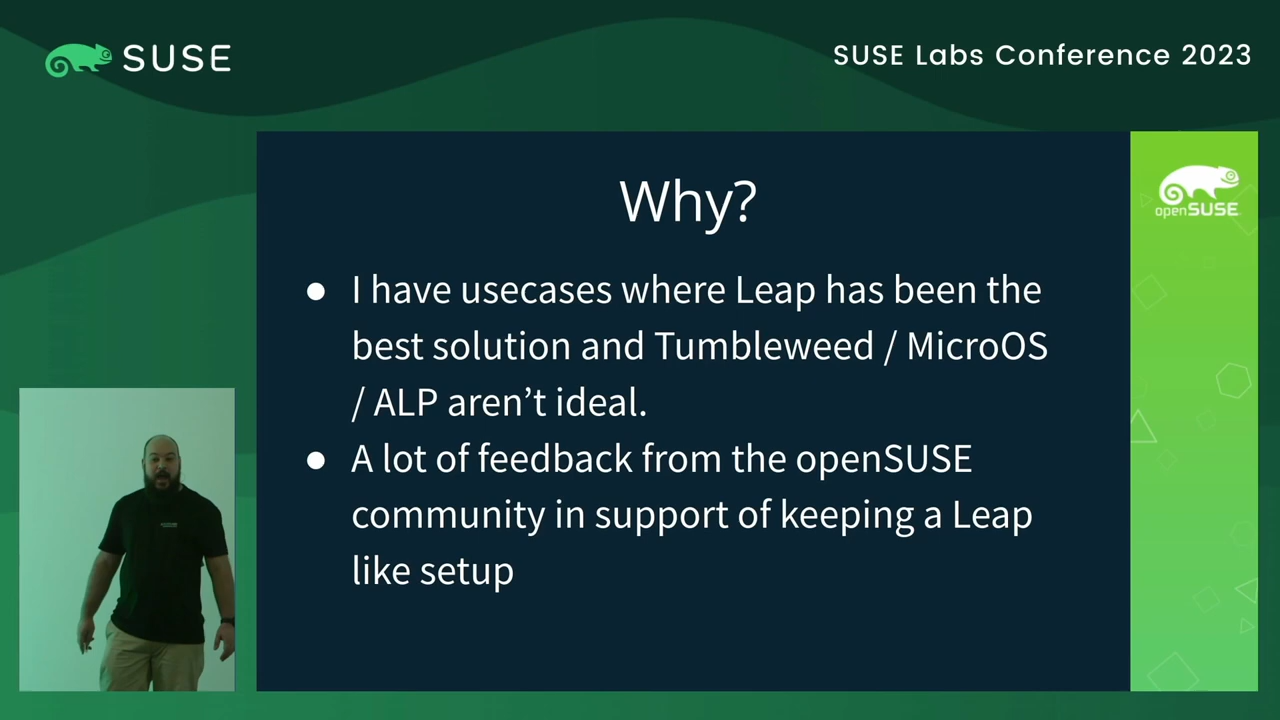 SUSE
SUSE Labs Conference 2023
Why?
openSUSE
● I have usecases where Leap has been the
best solution and Tumbleweed / MicroOS
/ ALP aren’t ideal.
● A lot of feedback from the openSUSE
community in support of keeping a Leap
like setup